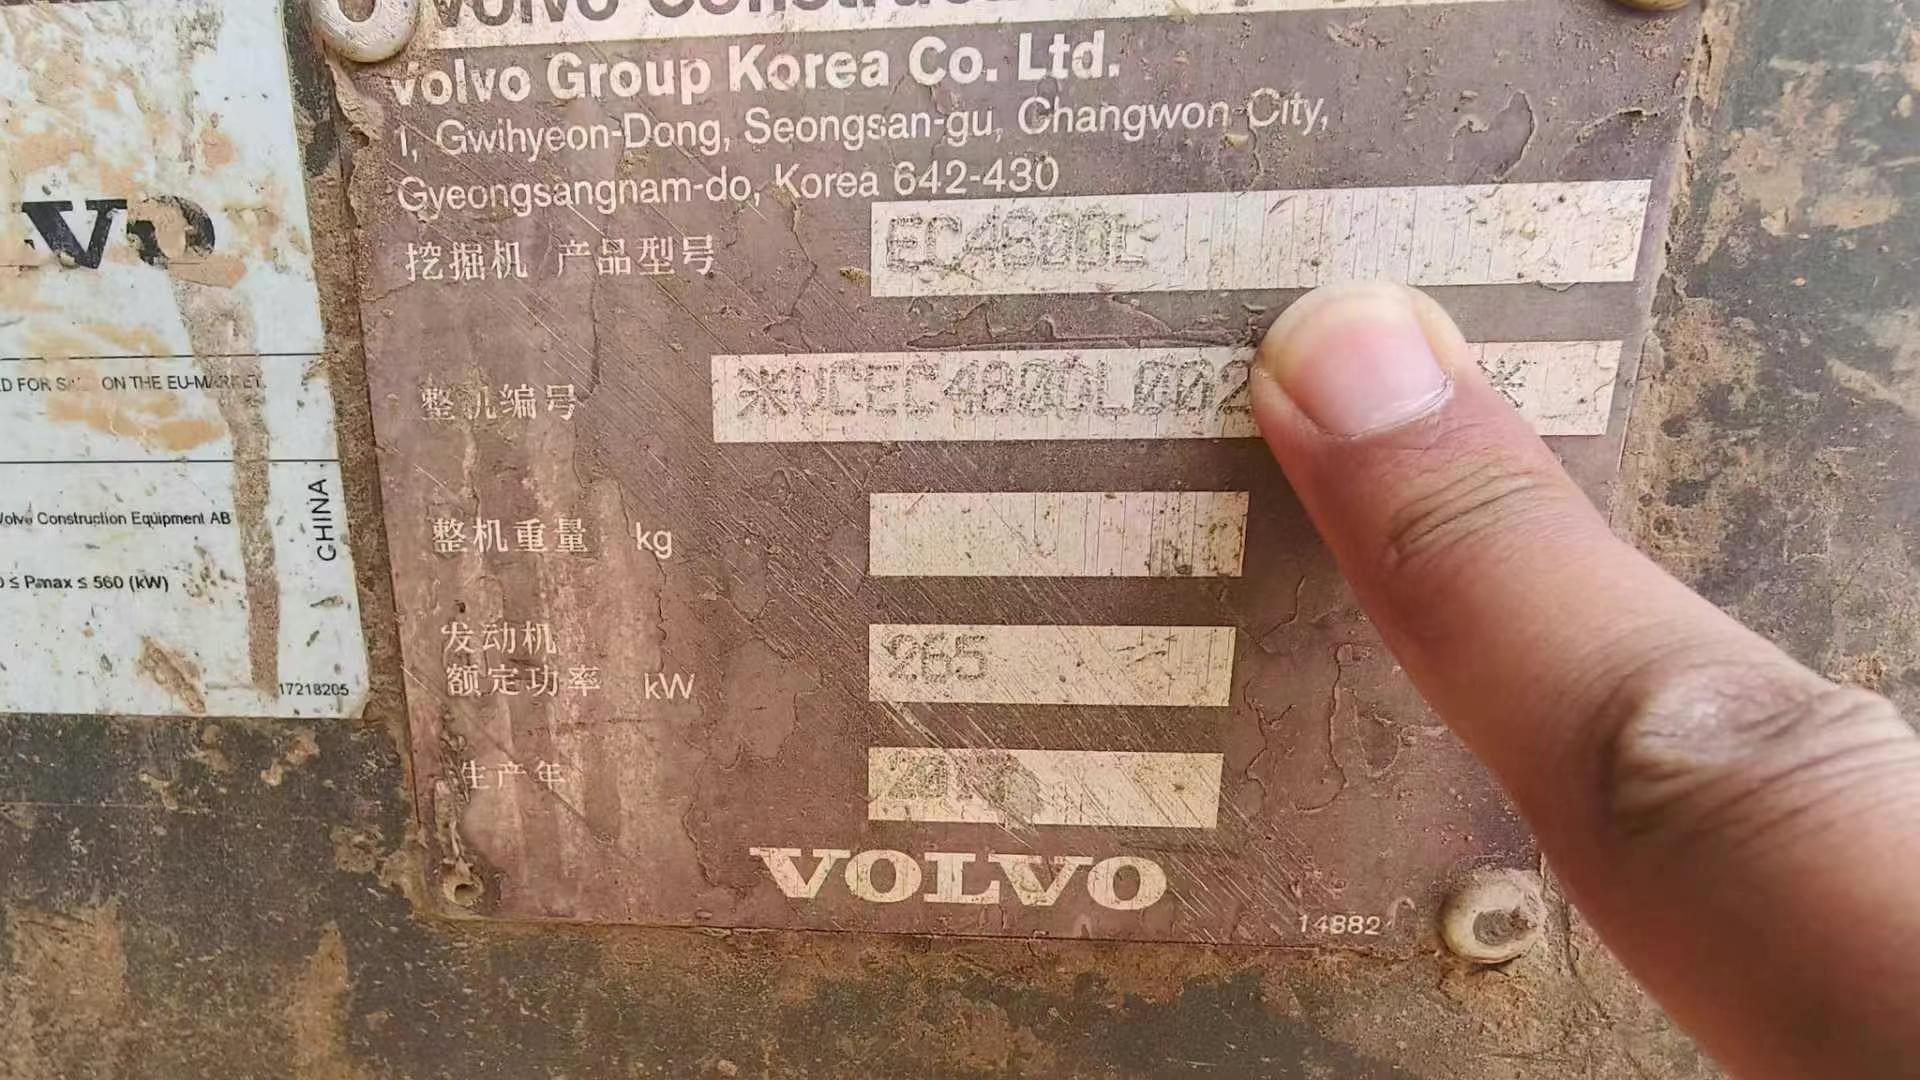 VO
D FOR S ON THE EU-MARKET.
Volvo Construction Equipment AB
≤ Pmax ≤ 560 (kW)
CHINA
17218205
Volvo
Volvo Group Korea Co. Ltd.
1, Gwihyeon-Dong, Seongsan-gu, Changwon City,
Gyeongsangnam-do, Korea 642-430
挖掘机 产品型号 EC480DL
整机编号 *VCEC480DL002 *
整机重量 kg
发动机
额定功率 kW 265
生产年
VOLVO
14882